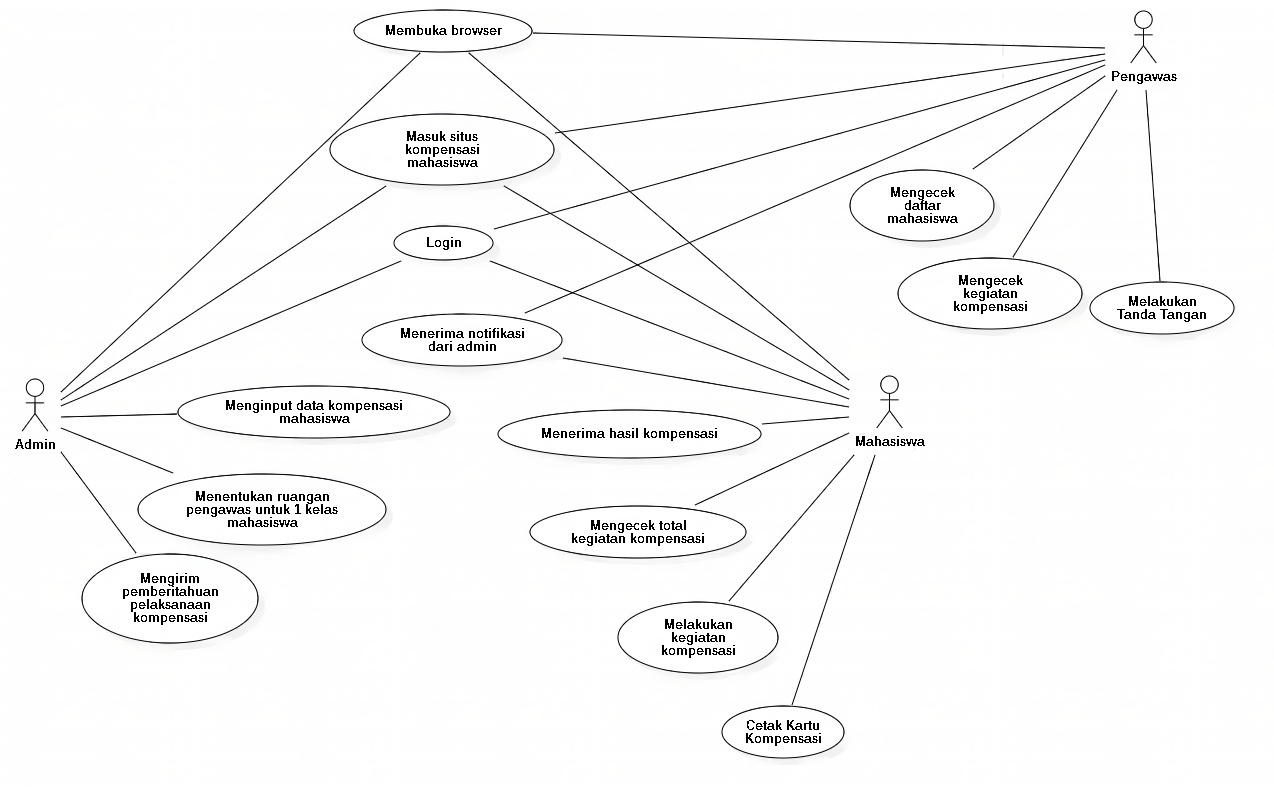 Membuka browser
Pengawas
Masuk situs
kompensasi
mahasiswa
Mengecek
daftar
mahasiswa
Login
Mengecek
kegiatan
kompensasi
Melakukan
Tanda Tangan
Menerima notifikasi
dari admin
Admin
Menginput data kompensasi
mahasiswa
Menerima hasil kompensasi
Mahasiswa
Menentukan ruangan
pengawas untuk 1 kelas
mahasiswa
Mengecek total
kegiatan kompensasi
Mengirim
pemberitahuan
pelaksanaan
kompensasi
Melakukan
kegiatan
kompensasi
Cetak Kartu
Kompensasi